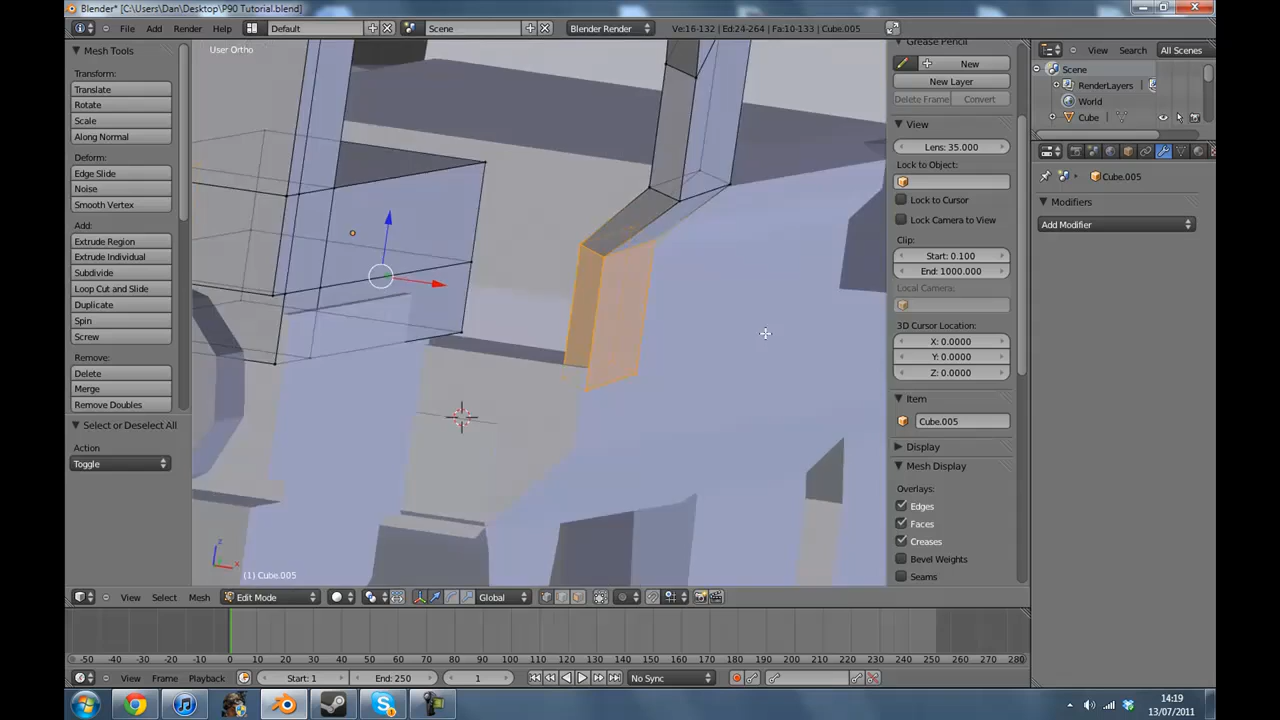 Blender* [C:\Users\Dan\Desktop\P90 Tutorial.blend]
File Add Render Help Default Scene Blender Render Ve:16-132 | Ed:24-264 | Fa:10-133 | Cube.005
Mesh Tools
Transform:
Translate
Rotate
Scale
Along Normal
Deform:
Edge Slide
Noise
Smooth Vertex
Add:
Extrude Region
Extrude Individual
Subdivide
Loop Cut and Slide
Duplicate
Spin
Screw
Remove:
Delete
Merge
Remove Doubles
Select or Deselect All
Action
Toggle
User Ortho
z
x
(1) Cube.005
Grease Pencil
New
New Layer
Delete Frame Convert
View
Lens: 35.000
Lock to Object:
Lock to Cursor
Lock Camera to View
Clip:
Start: 0.100
End: 1000.000
Local Camera:
3D Cursor Location:
X: 0.0000
Y: 0.0000
Z: 0.0000
Item
Cube.005
Display
Mesh Display
Overlays:
Edges
Faces
Creases
Bevel Weights
Seams
View Search All Scenes
Scene
RenderLayers
World
Cube
Cube.005
Modifiers
Add Modifier
View Select Mesh Edit Mode Global
-50 -40 -30 -20 -10 0 10 20 30 40 50 60 70 80 90 100 110 120 130 140 150 160 170 180 190 200 210 220 230 240 250 260 270 280
View Frame Playback Start: 1 End: 250 1 No Sync
14:19
13/07/2011